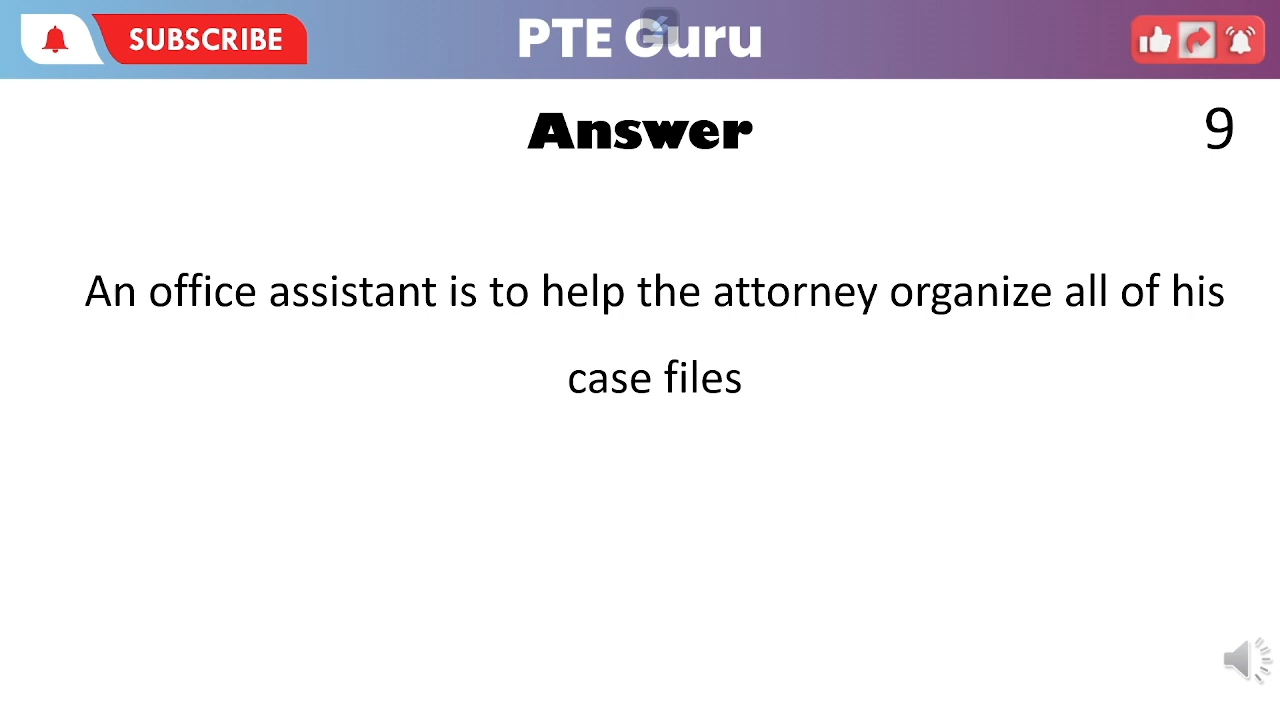 SUBSCRIBE
PTE Guru
Answer
9
An office assistant is to help the attorney organize all of his
case files